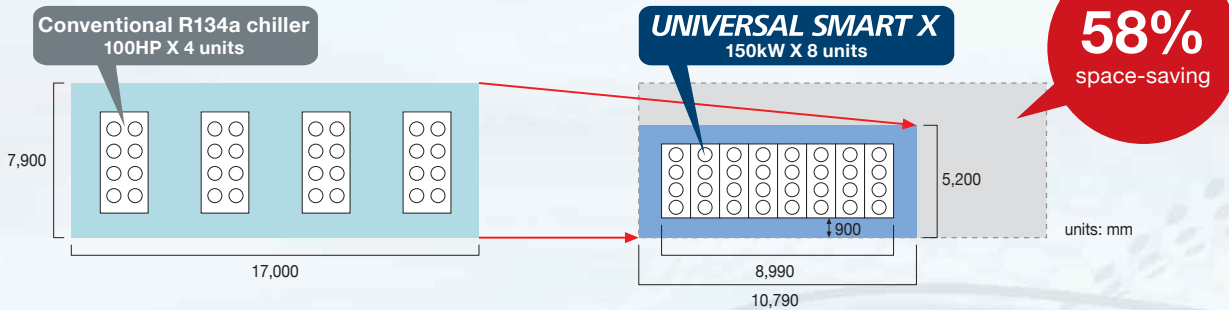 Conventional R134a chiller
100HP X 4 units
UNIVERSAL SMART X
150kW X 8 units
58%
space-saving
7,900
17,000
5,200
900
8,990
10,790
units: mm